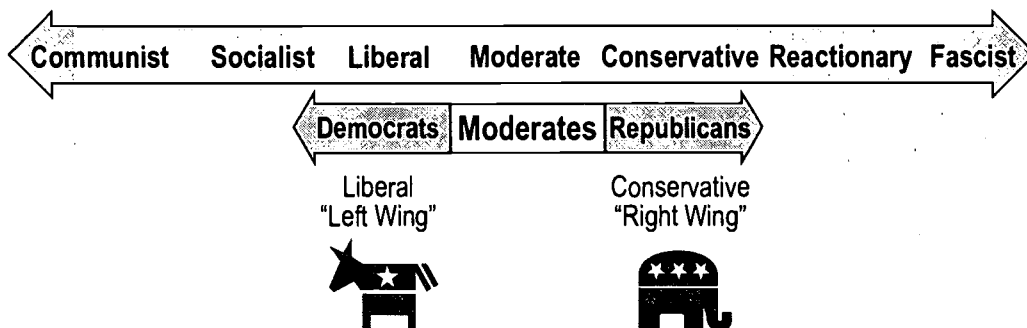 Communist Socialist Liberal Moderate Conservative Reactionary Fascist
Democrats Moderates Republicans
Liberal
"Left Wing"
Conservative
"Right Wing"